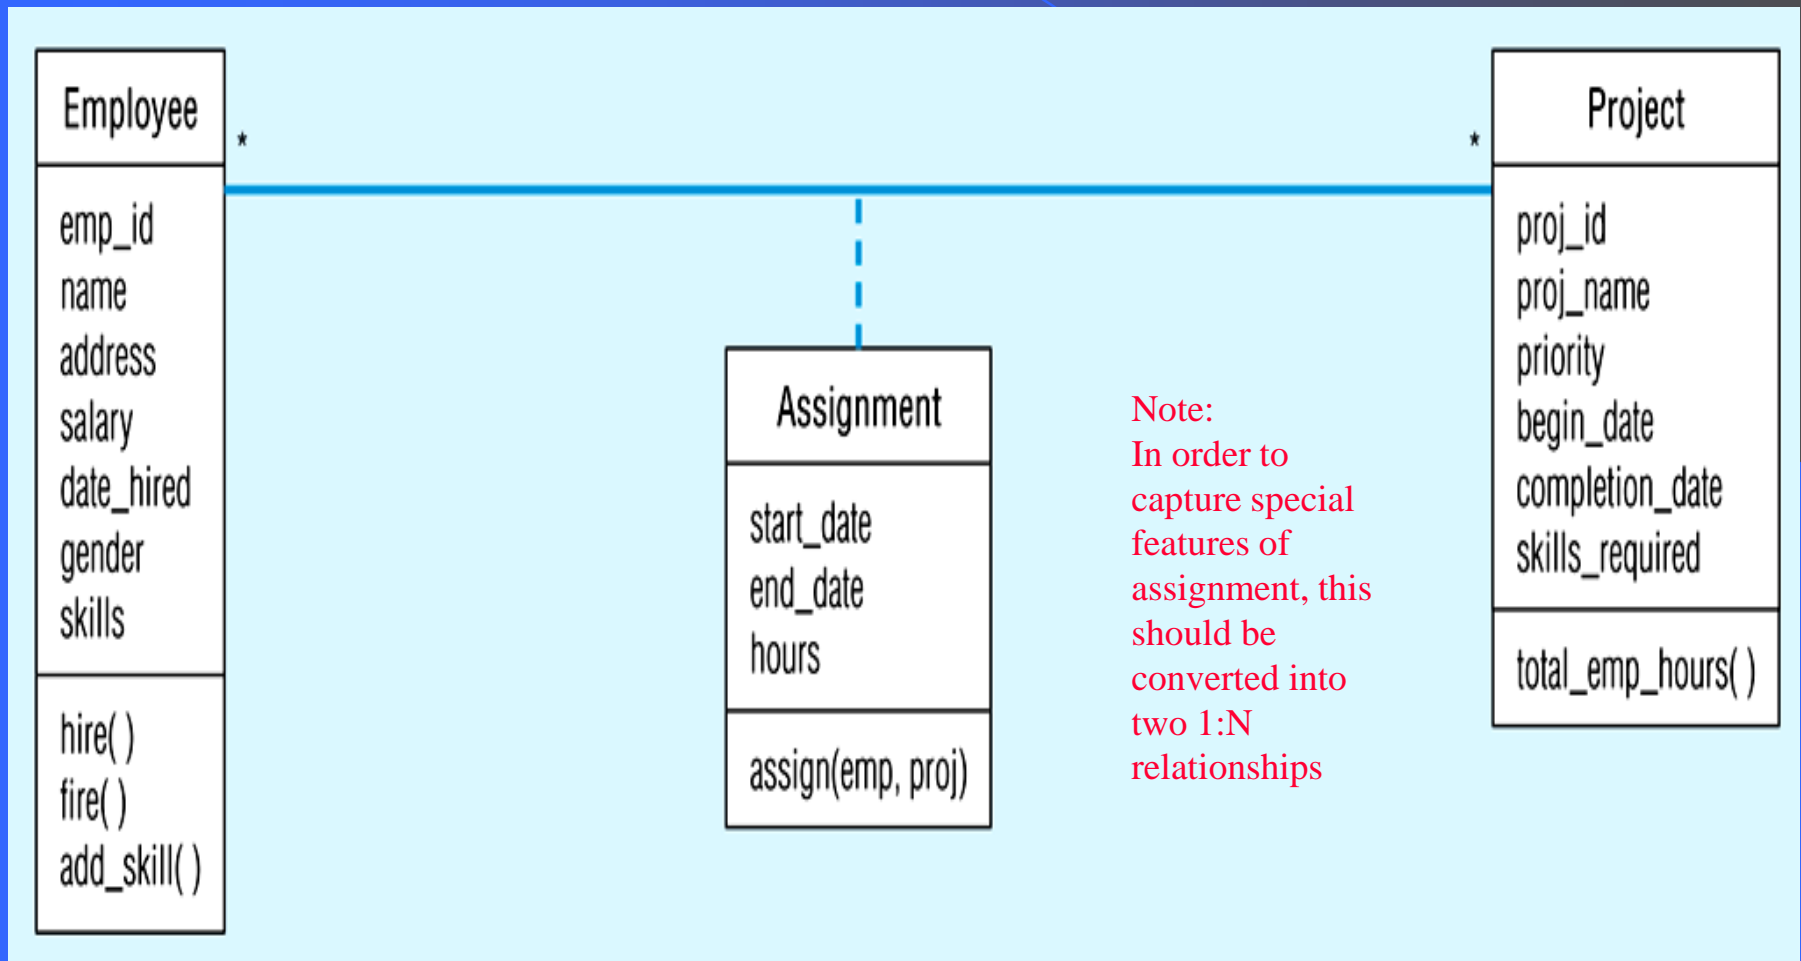 Employee
*
emp_id
name
address
salary
date_hired
gender
skills
hire( )
fire( )
add_skill( )
Assignment
start_date
end_date
hours
assign(emp, proj)
Note:
In order to
capture special
features of
assignment, this
should be
converted into
two 1:N
relationships
*
Project
proj_id
proj_name
priority
begin_date
completion_date
skills_required
total_emp_hours( )